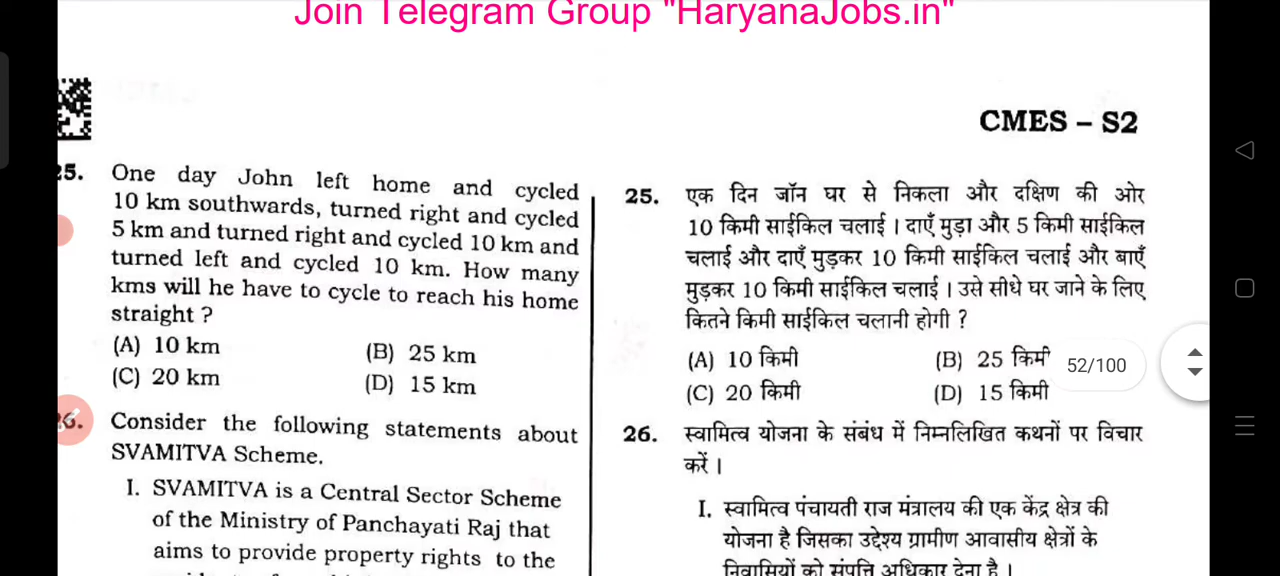 Join Telegram Group "HaryanaJobs.in"
CMES – S2
25. One day John left home and cycled
10 km southwards, turned right and cycled
5 km and turned right and cycled 10 km and
turned left and cycled 10 km. How many
kms will he have to cycle to reach his home
straight ?
(A) 10 km (B) 25 km
(C) 20 km (D) 15 km
26. Consider the following statements about
SVAMITVA Scheme.
I. SVAMITVA is a Central Sector Scheme
of the Ministry of Panchayati Raj that
aims to provide property rights to the
25. एक दिन जॉन घर से निकला और दक्षिण की ओर
10 किमी साईकिल चलाई । दाएँ मुड़ा और 5 किमी साईकिल
चलाई और दाएँ मुड़कर 10 किमी साईकिल चलाई और बाएँ
मुड़कर 10 किमी साईकिल चलाई । उसे सीधे घर जाने के लिए
कितने किमी साईकिल चलानी होगी ?
(A) 10 किमी (B) 25 किमी
(C) 20 किमी (D) 15 किमी
26. स्वामित्व योजना के संबंध में निम्नलिखित कथनों पर विचार
करें ।
I. स्वामित्व पंचायती राज मंत्रालय की एक केंद्र क्षेत्र की
योजना है जिसका उद्देश्य ग्रामीण आवासीय क्षेत्रों के
निवासियों को संपत्ति अधिकार देना है ।
52/100